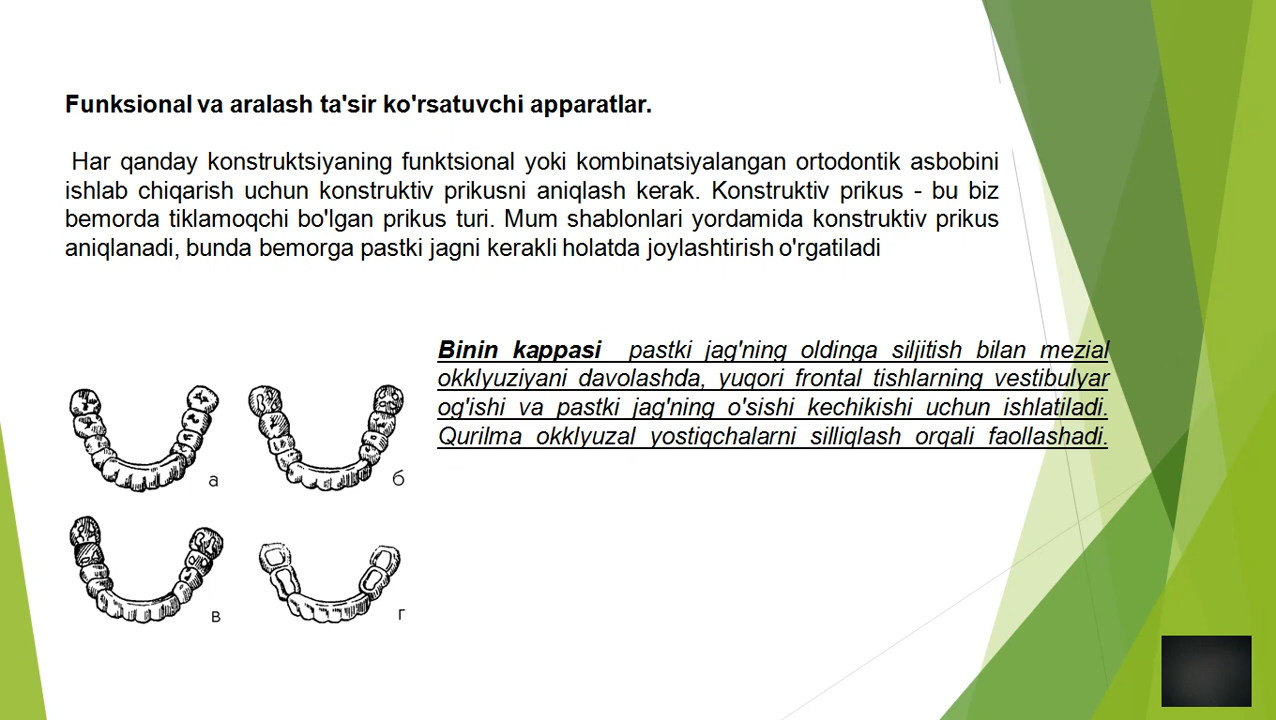 Funksional va aralash ta'sir ko'rsatuvchi apparatlar.
Har qanday konstruktsiyaning funktsional yoki kombinatsiyalangan ortodontik asbobini
ishlab chiqarish uchun konstruktiv prikusni aniqlash kerak. Konstruktiv prikus - bu biz
bemorda tiklamoqchi bo'lgan prikus turi. Mum shablonlari yordamida konstruktiv prikus
aniqlanadi, bunda bemorga pastki jagni kerakli holatda joylashtirish o'rgatiladi
Binin kappasi pastki jag'ning oldinga siljitish bilan mezial
okklyuziyani davolashda, yuqori frontal tishlarning vestibulyar
og'ishi va pastki jag'ning o'sishi kechikishi uchun ishlatiladi.
Qurilma okklyuzal yostiqchalarni silliqlash orqali faollashadi.
а
б
в
г